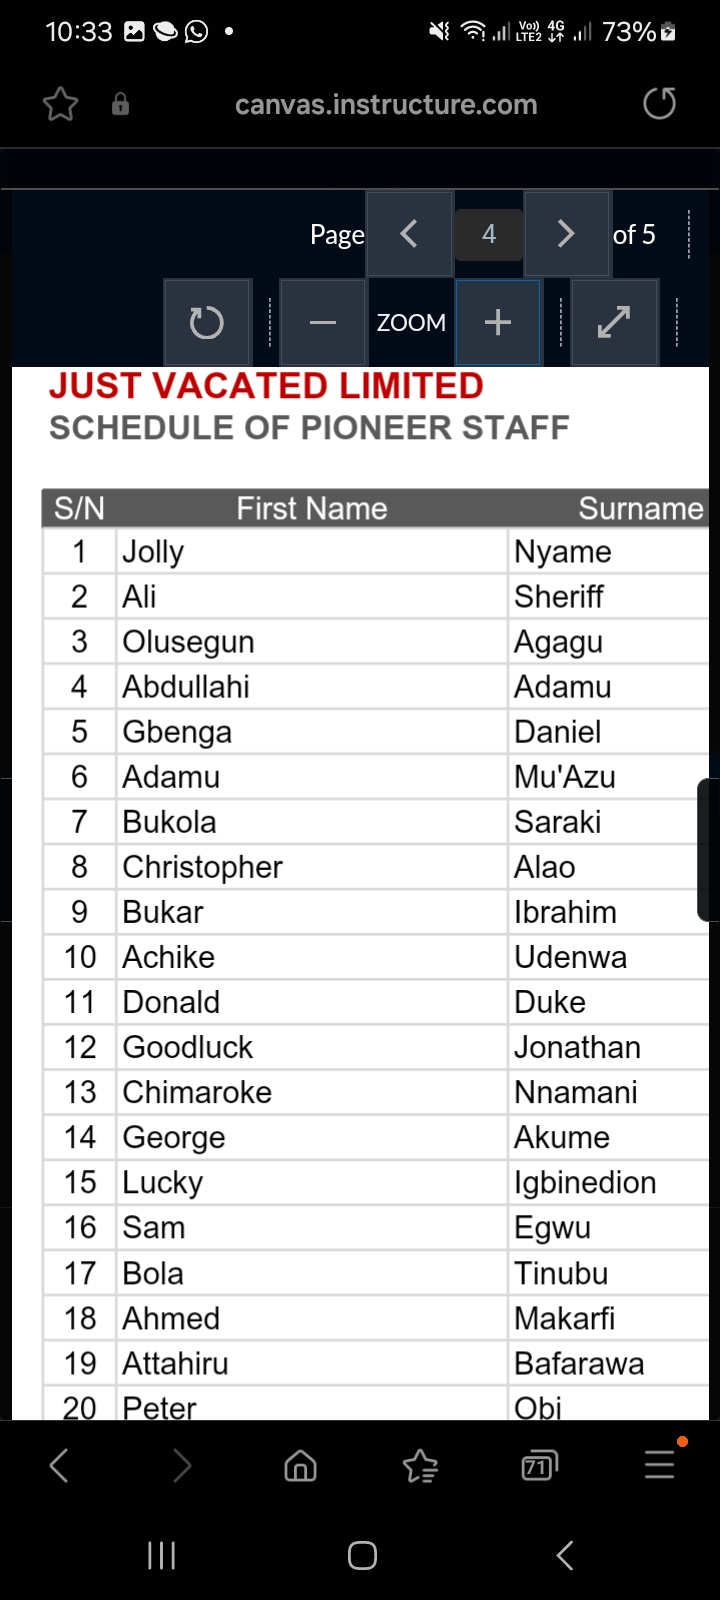 10:33
Vo)) 4G 73%
LTE2
canvas.instructure.com
Page 4 of 5
ZOOM
JUST VACATED LIMITED
SCHEDULE OF PIONEER STAFF
S/N First Name Surname
1 Jolly Nyame
2 Ali Sheriff
3 Olusegun Agagu
4 Abdullahi Adamu
5 Gbenga Daniel
6 Adamu Mu'Azu
7 Bukola Saraki
8 Christopher Alao
9 Bukar Ibrahim
10 Achike Udenwa
11 Donald Duke
12 Goodluck Jonathan
13 Chimaroke Nnamani
14 George Akume
15 Lucky Igbinedion
16 Sam Egwu
17 Bola Tinubu
18 Ahmed Makarfi
19 Attahiru Bafarawa
20 Peter Obi
71